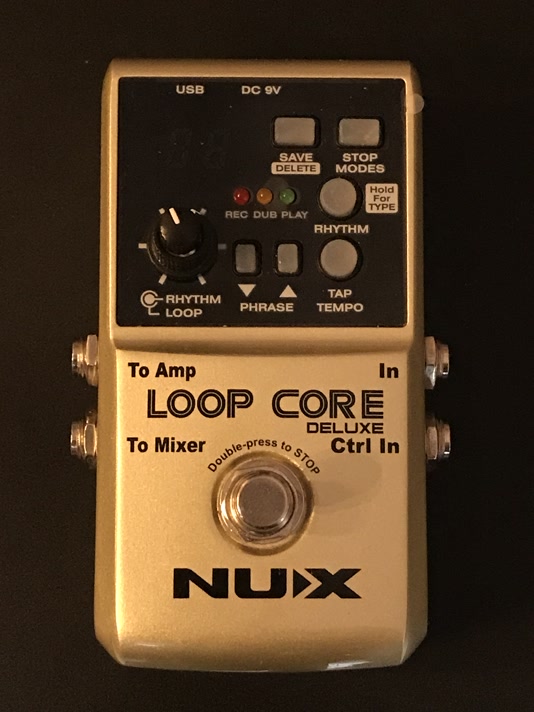 USB DC 9V
SAVE STOP
DELETE MODES
Hold
For
TYPE
REC DUB PLAY
RHYTHM
RHYTHM
LOOP
PHRASE
TAP
TEMPO
To Amp In
LOOP CORE
DELUXE
To Mixer Ctrl In
Double-press to STOP
NUX